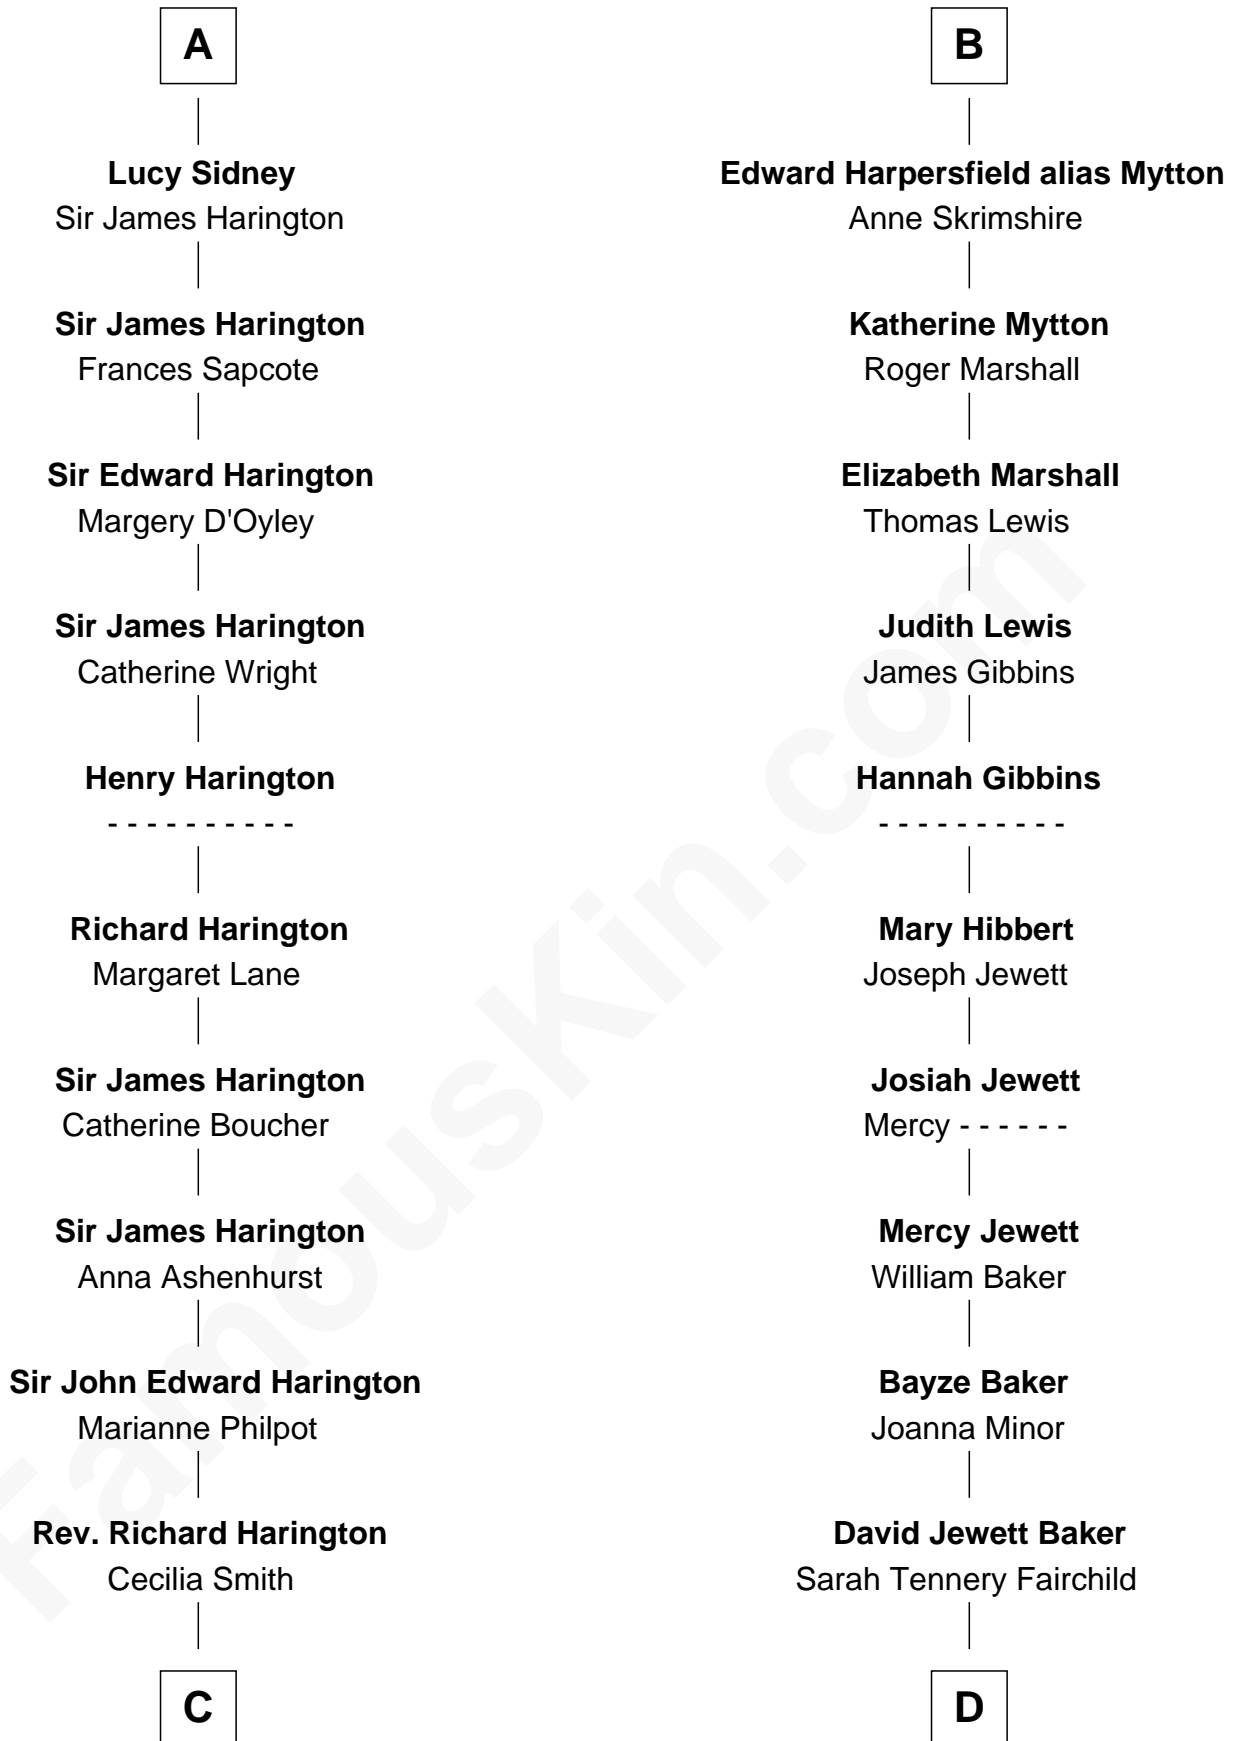 A
Lucy Sidney
Sir James Harington
Sir James Harington
Frances Sapcote
Sir Edward Harington
Margery D'Oyley
Sir James Harington
Catherine Wright
Henry Harington
- - - - - - - - - -
Richard Harington
Margaret Lane
Sir James Harington
Catherine Boucher
Sir James Harington
Anna Ashenhurst
Sir John Edward Harington
Marianne Philpot
Rev. Richard Harington
Cecilia Smith
C
B
Edward Harpersfield alias Mytton
Anne Skrimshire
Katherine Mytton
Roger Marshall
Elizabeth Marshall
Thomas Lewis
Judith Lewis
James Gibbins
Hannah Gibbins
- - - - - - - - - -
Mary Hibbert
Joseph Jewett
Josiah Jewett
Mercy - - - - - -
Mercy Jewett
William Baker
Bayze Baker
Joanna Minor
David Jewett Baker
Sarah Tennery Fairchild
D
FamousKin.com